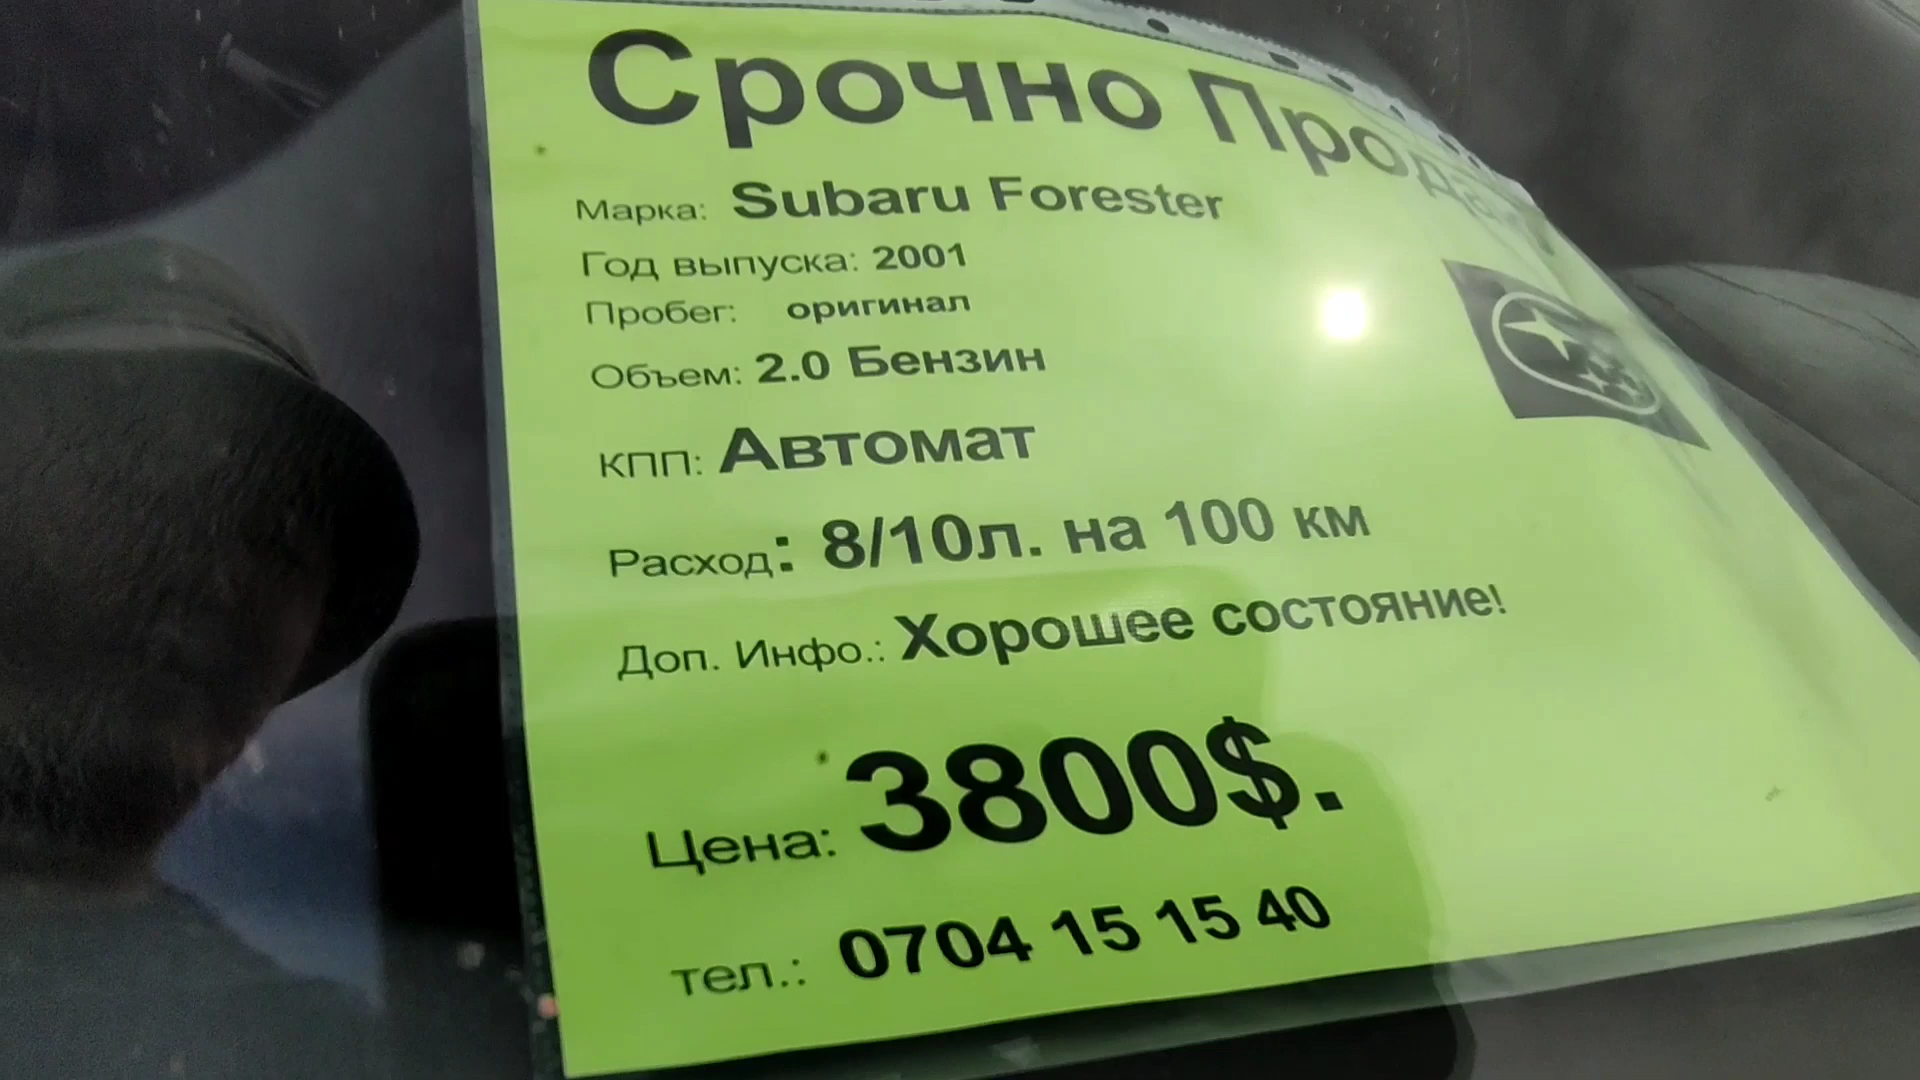 Срочно Продаю
Марка: Subaru Forester
Год выпуска: 2001
Пробег: оригинал
Объем: 2.0 Бензин
КПП: Автомат
Расход: 8/10л. на 100 км
Доп. Инфо.: Хорошее состояние!
Цена: 3800$.
тел.: 0704 15 15 40